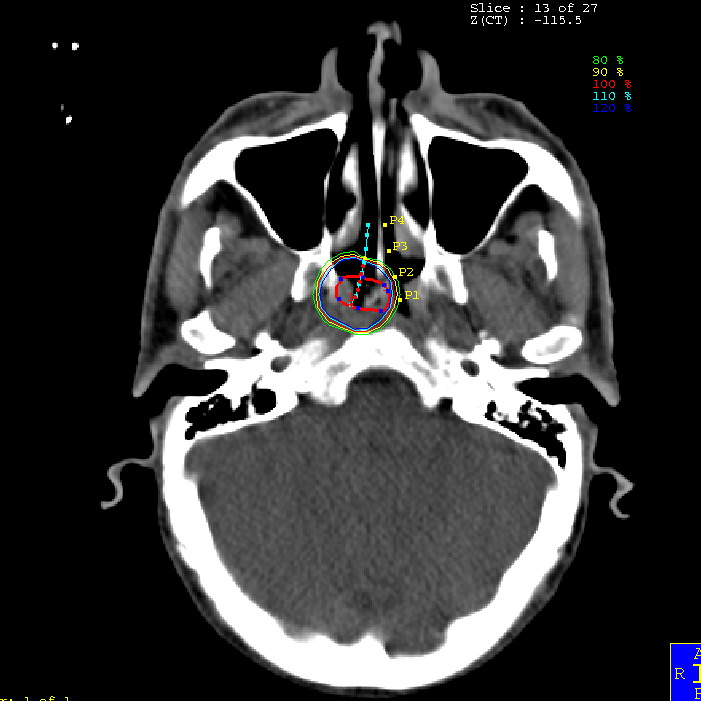 Slice : 13 of 27
Z(CT) : -115.5
80 %
90 %
100 %
110 %
120 %
P4
P3
P2
P1
A
R